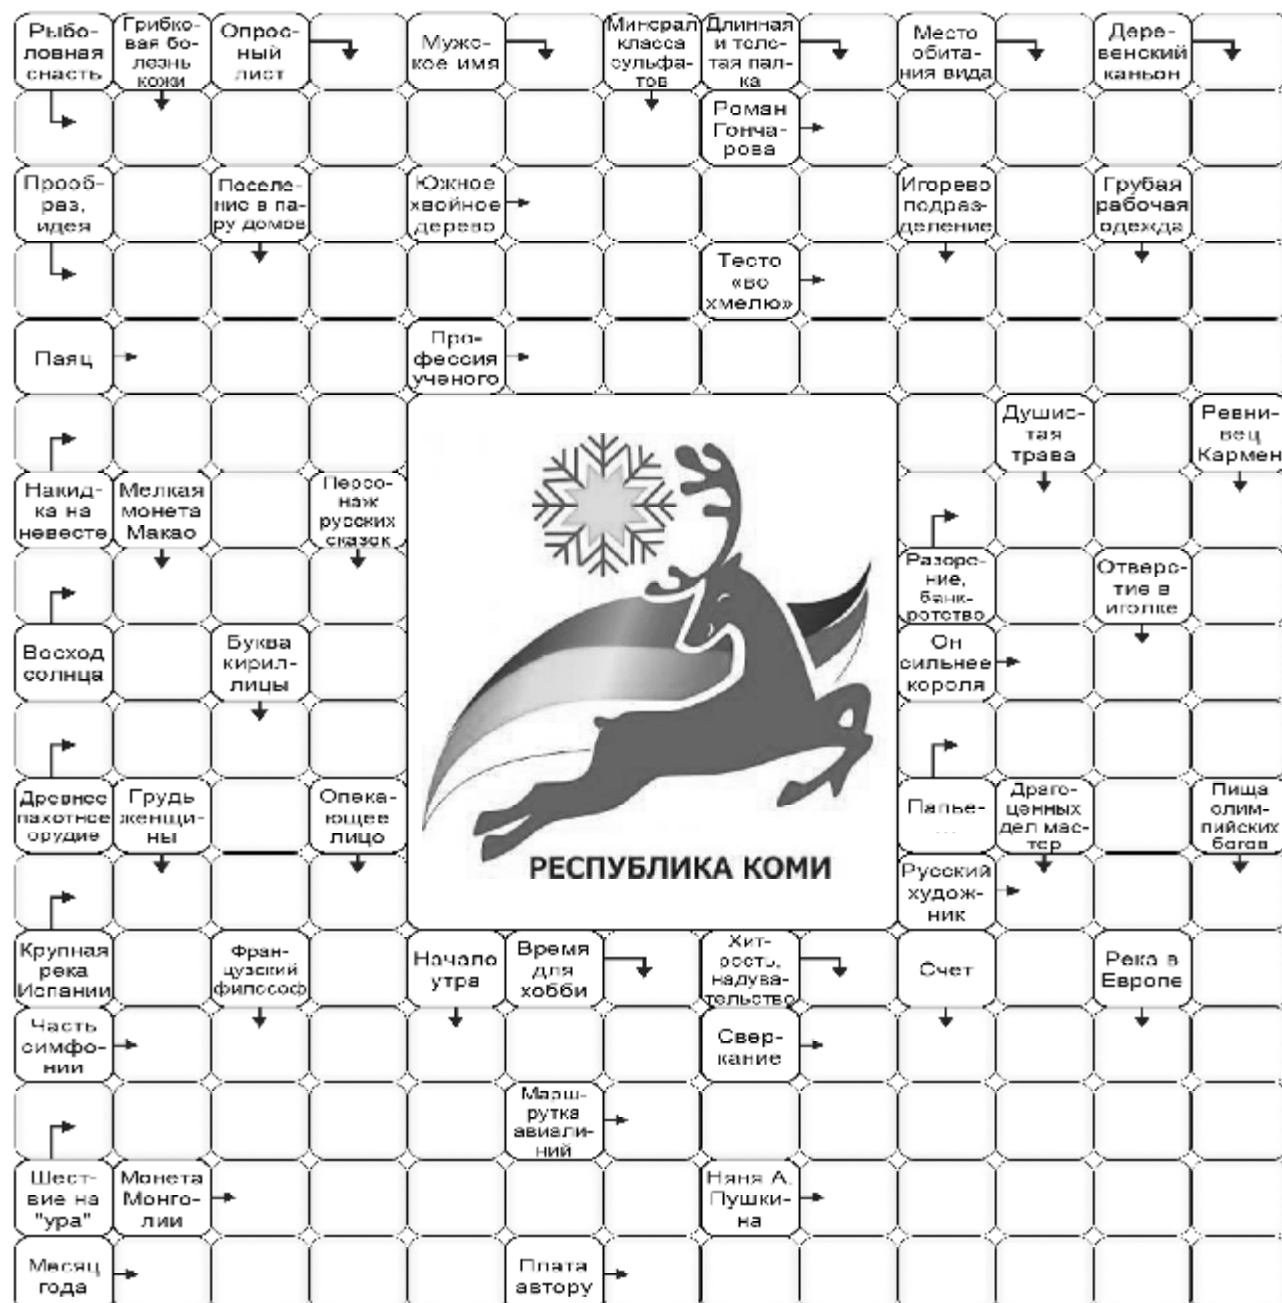 Рыбо-
ловная
снасть
Грибко-
вая бо-
лезнь
кожи
Опрос-
ный
лист
Мужс-
кое имя
Минерал
класса
сульфа-
тов
Длинная
и толс-
тая пал-
ка
Место
обита-
ния вида
Дере-
венский
каньон
Роман
Гонча-
рова
Прооб-
раз,
идея
Поселе-
ние в па-
ру домов
Южное
хвойное
дерево
Игорево
подраз-
деление
Грубая
рабочая
одежда
Тесто
«во
хмелю»
Паяц
Про-
фессия
ученого
Душис-
тая
трава
Ревни-
вец
Кармен
Накид-
ка на
невесте
Мелкая
монета
Макао
Персо-
наж
русских
сказок
Разоре-
ние,
банк-
ротство
Отверс-
тие в
иголке
Восход
солнца
Буква
кирил-
лицы
Он
сильнее
короля
Древнее
пахотное
орудие
Грудь
женщи-
ны
Опека-
ющее
лицо
Папье-
...
Драго-
ценных
дел мас-
тер
Пища
олим-
пийских
богов
РЕСПУБЛИКА КОМИ
Русский
худож-
ник
Крупная
река
Испании
Фран-
цузский
философ
Начало
утра
Время
для
хобби
Хит-
рость,
надува-
тельство
Счет
Река в
Европе
Часть
симфо-
нии
Свер-
кание
Марш-
рутка
авиали-
ний
Шест-
вие на
"ура"
Монета
Монго-
лии
Няня А.
Пушки-
на
Месяц
года
Плата
автору